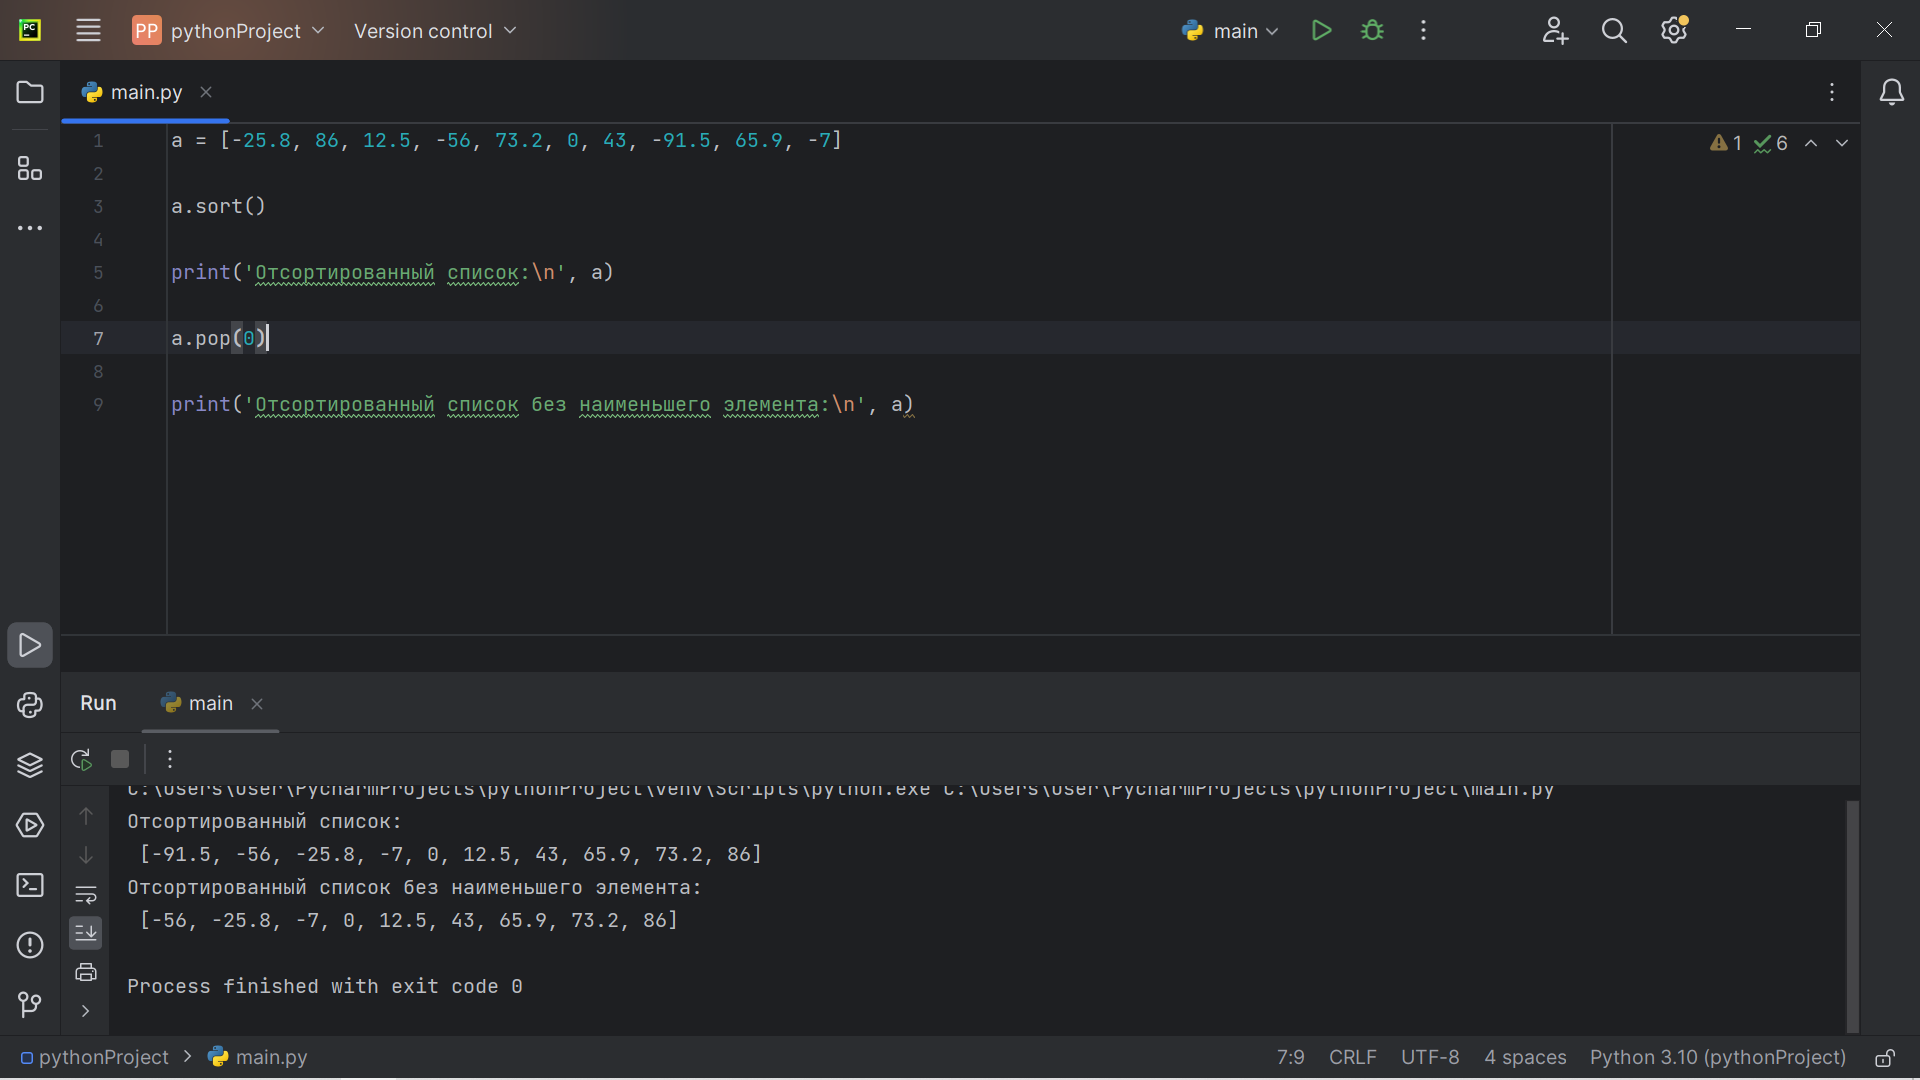 PC
PP pythonProject Version control main
main.py
1 a = [-25.8, 86, 12.5, -56, 73.2, 0, 43, -91.5, 65.9, -7]
1 6
2
3 a.sort()
4
5 print('Отсортированный список:\n', a)
6
7 a.pop(0)
8
9 print('Отсортированный список без наименьшего элемента:\n', a)
Run main
C:\Users\User\PycharmProjects\pythonProject\venv\Scripts\python.exe C:\Users\User\PycharmProjects\pythonProject\main.py
Отсортированный список:
[-91.5, -56, -25.8, -7, 0, 12.5, 43, 65.9, 73.2, 86]
Отсортированный список без наименьшего элемента:
[-56, -25.8, -7, 0, 12.5, 43, 65.9, 73.2, 86]
Process finished with exit code 0
pythonProject > main.py 7:9 CRLF UTF-8 4 spaces Python 3.10 (pythonProject)